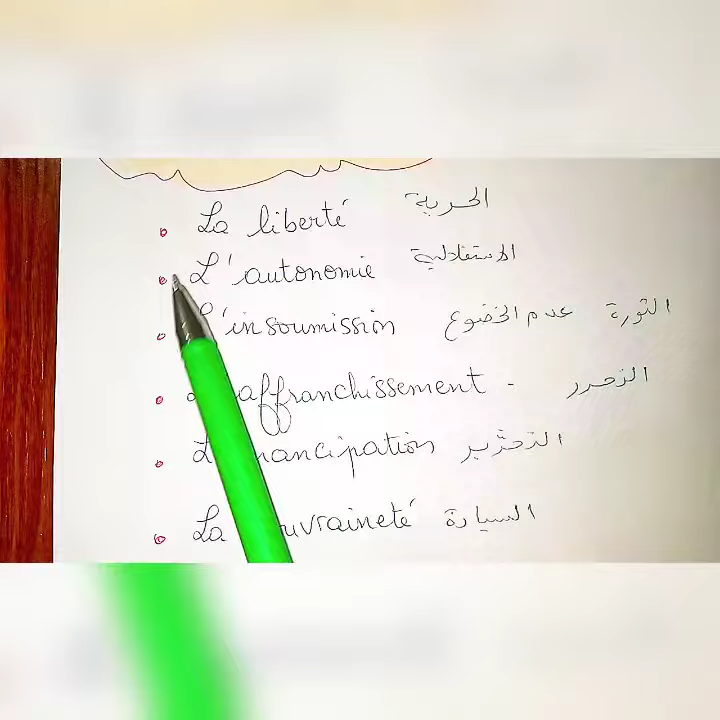 La liberté الحرية
L'autonomie الاستقلالية
L'insoumission الثورة عدم الخضوع
L'affranchissement - التحرر
التحرير
La السيادة